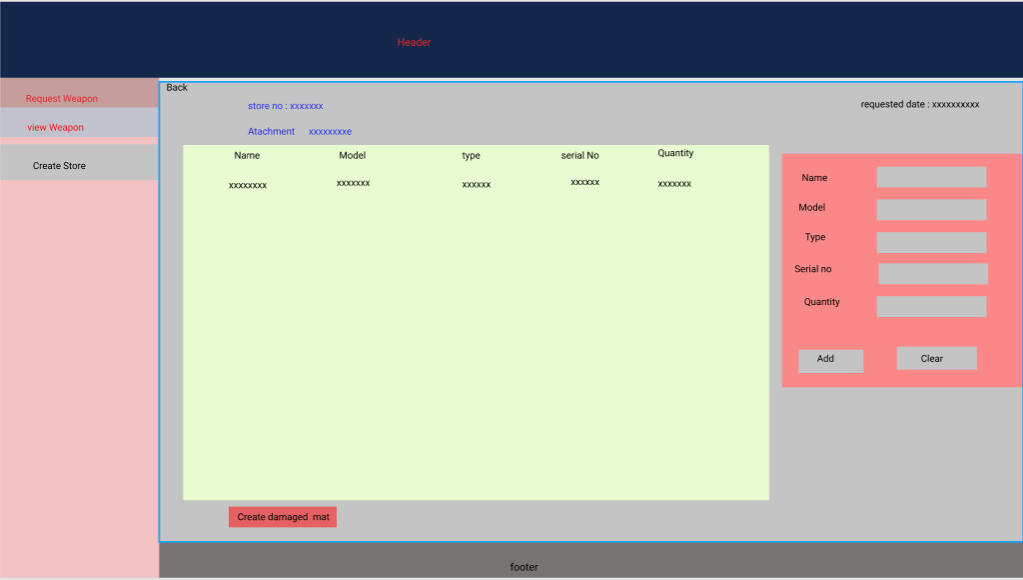 Header
Request Weapon
view Weapon
Create Store
Back
store no : xxxxxxx
requested date : xxxxxxxxxx
Atachment xxxxxxxxe
Name Model type serial No Quantity
xxxxxxxx xxxxxxx xxxxxx xxxxxx xxxxxxx
Name
Model
Type
Serial no
Quantity
Add Clear
Create damaged mat
footer